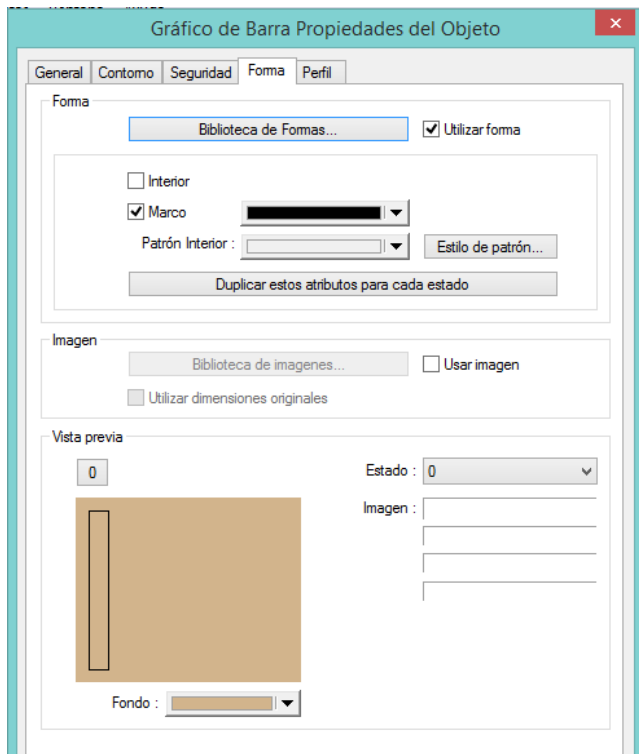 Gráfico de Barra Propiedades del Objeto
General Contorno Seguridad Forma Perfil
Forma
Biblioteca de Formas... Utilizar forma
Interior
Marco
Patrón Interior : Estilo de patrón...
Duplicar estos atributos para cada estado
Imagen
Biblioteca de imagenes... Usar imagen
Utilizar dimensiones originales
Vista previa
0 Estado : 0
Imagen :
Fondo :